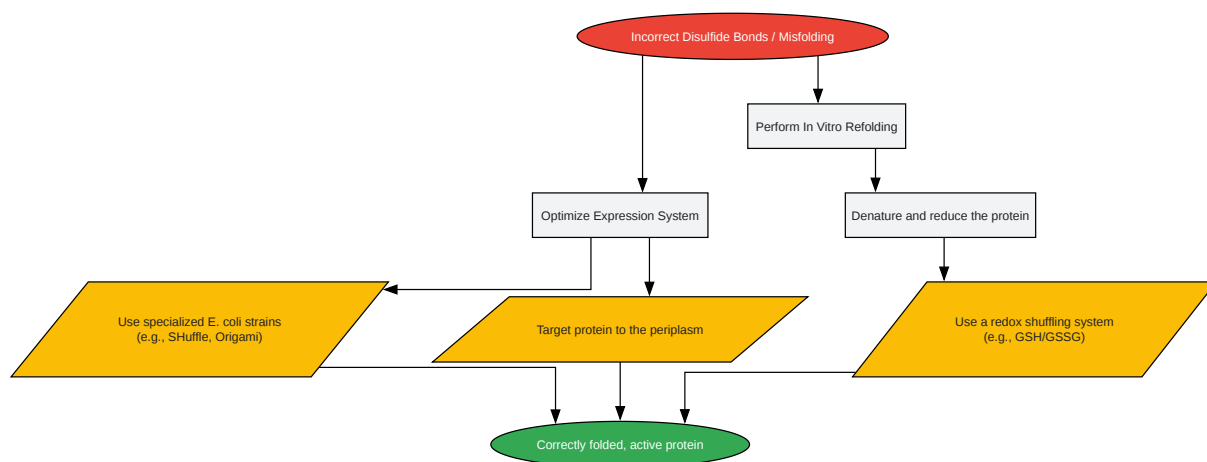 Incorrect Disulfide Bonds / Misfolding
Perform In Vitro Refolding
Optimize Expression System
Denature and reduce the protein
Use specialized E. coli strains
(e.g., SHuffle, Origami)
Target protein to the periplasm
Use a redox shuffling system
(e.g., GSH/GSSG)
Correctly folded, active protein